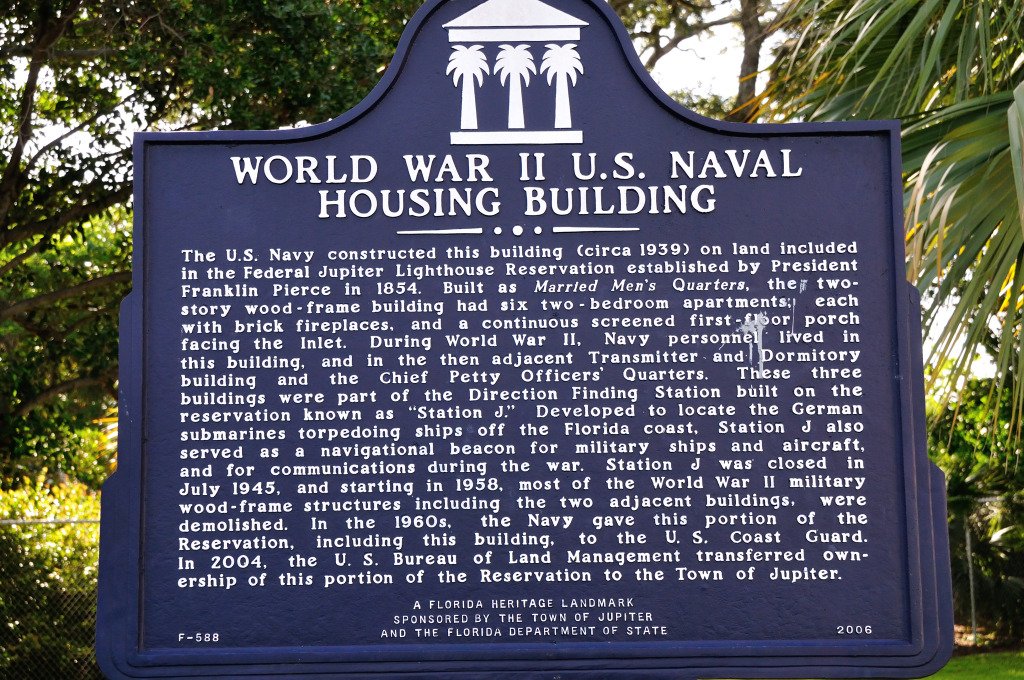 WORLD WAR II U.S. NAVAL
HOUSING BUILDING
The U.S. Navy constructed this building (circa 1939) on land included
in the Federal Jupiter Lighthouse Reservation established by President
Franklin Pierce in 1854. Built as Married Men's Quarters, the two-
story wood-frame building had six two-bedroom apartments, each
with brick fireplaces, and a continuous screened first-floor porch
facing the Inlet. During World War II, Navy personnel lived in
this building, and in the then adjacent Transmitter and Dormitory
building and the Chief Petty Officers' Quarters. These three
buildings were part of the Direction Finding Station built on the
reservation known as "Station J." Developed to locate the German
submarines torpedoing ships off the Florida coast, Station J also
served as a navigational beacon for military ships and aircraft,
and for communications during the war. Station J was closed in
July 1945, and starting in 1958, most of the World War II military
wood-frame structures including the two adjacent buildings, were
demolished. In the 1960s, the Navy gave this portion of the
Reservation, including this building, to the U.S. Coast Guard.
In 2004, the U. S. Bureau of Land Management transferred own-
ership of this portion of the Reservation to the Town of Jupiter.
A FLORIDA HERITAGE LANDMARK
SPONSORED BY THE TOWN OF JUPITER
AND THE FLORIDA DEPARTMENT OF STATE
F-588 2006